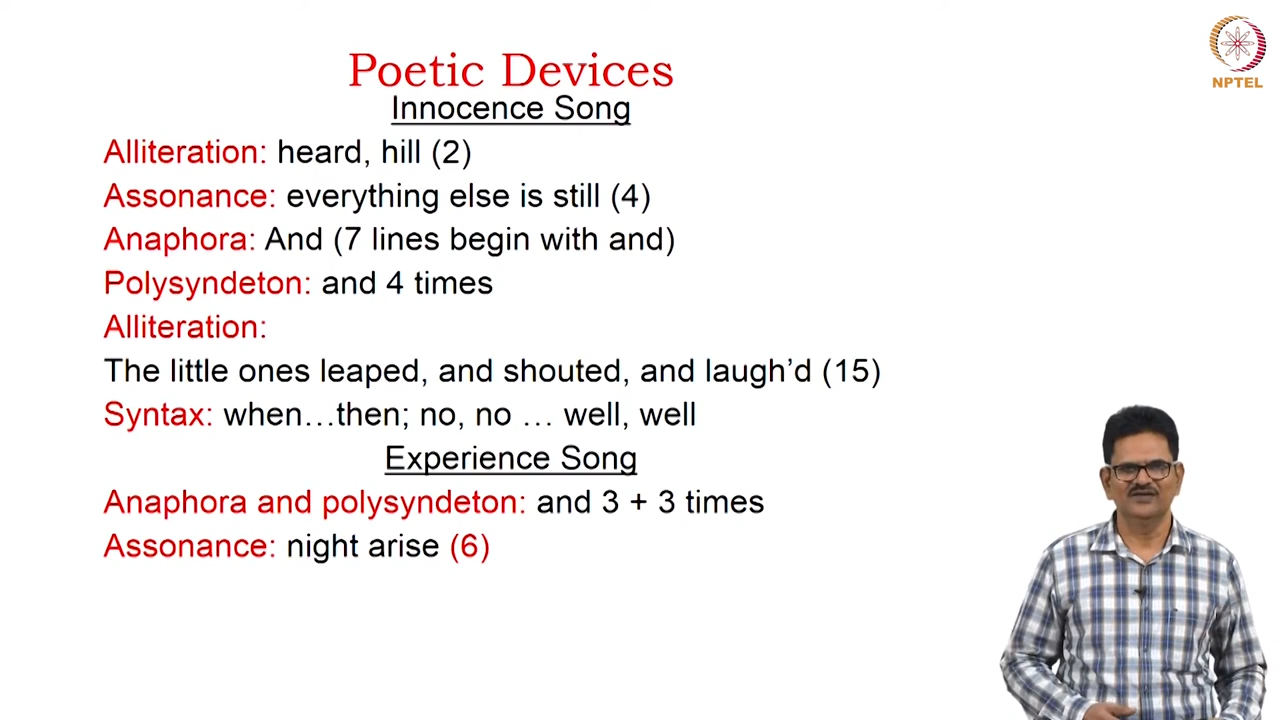 Poetic Devices
NPTEL
Innocence Song
Alliteration: heard, hill (2)
Assonance: everything else is still (4)
Anaphora: And (7 lines begin with and)
Polysyndeton: and 4 times
Alliteration:
The little ones leaped, and shouted, and laugh’d (15)
Syntax: when…then; no, no … well, well
Experience Song
Anaphora and polysyndeton: and 3 + 3 times
Assonance: night arise (6)